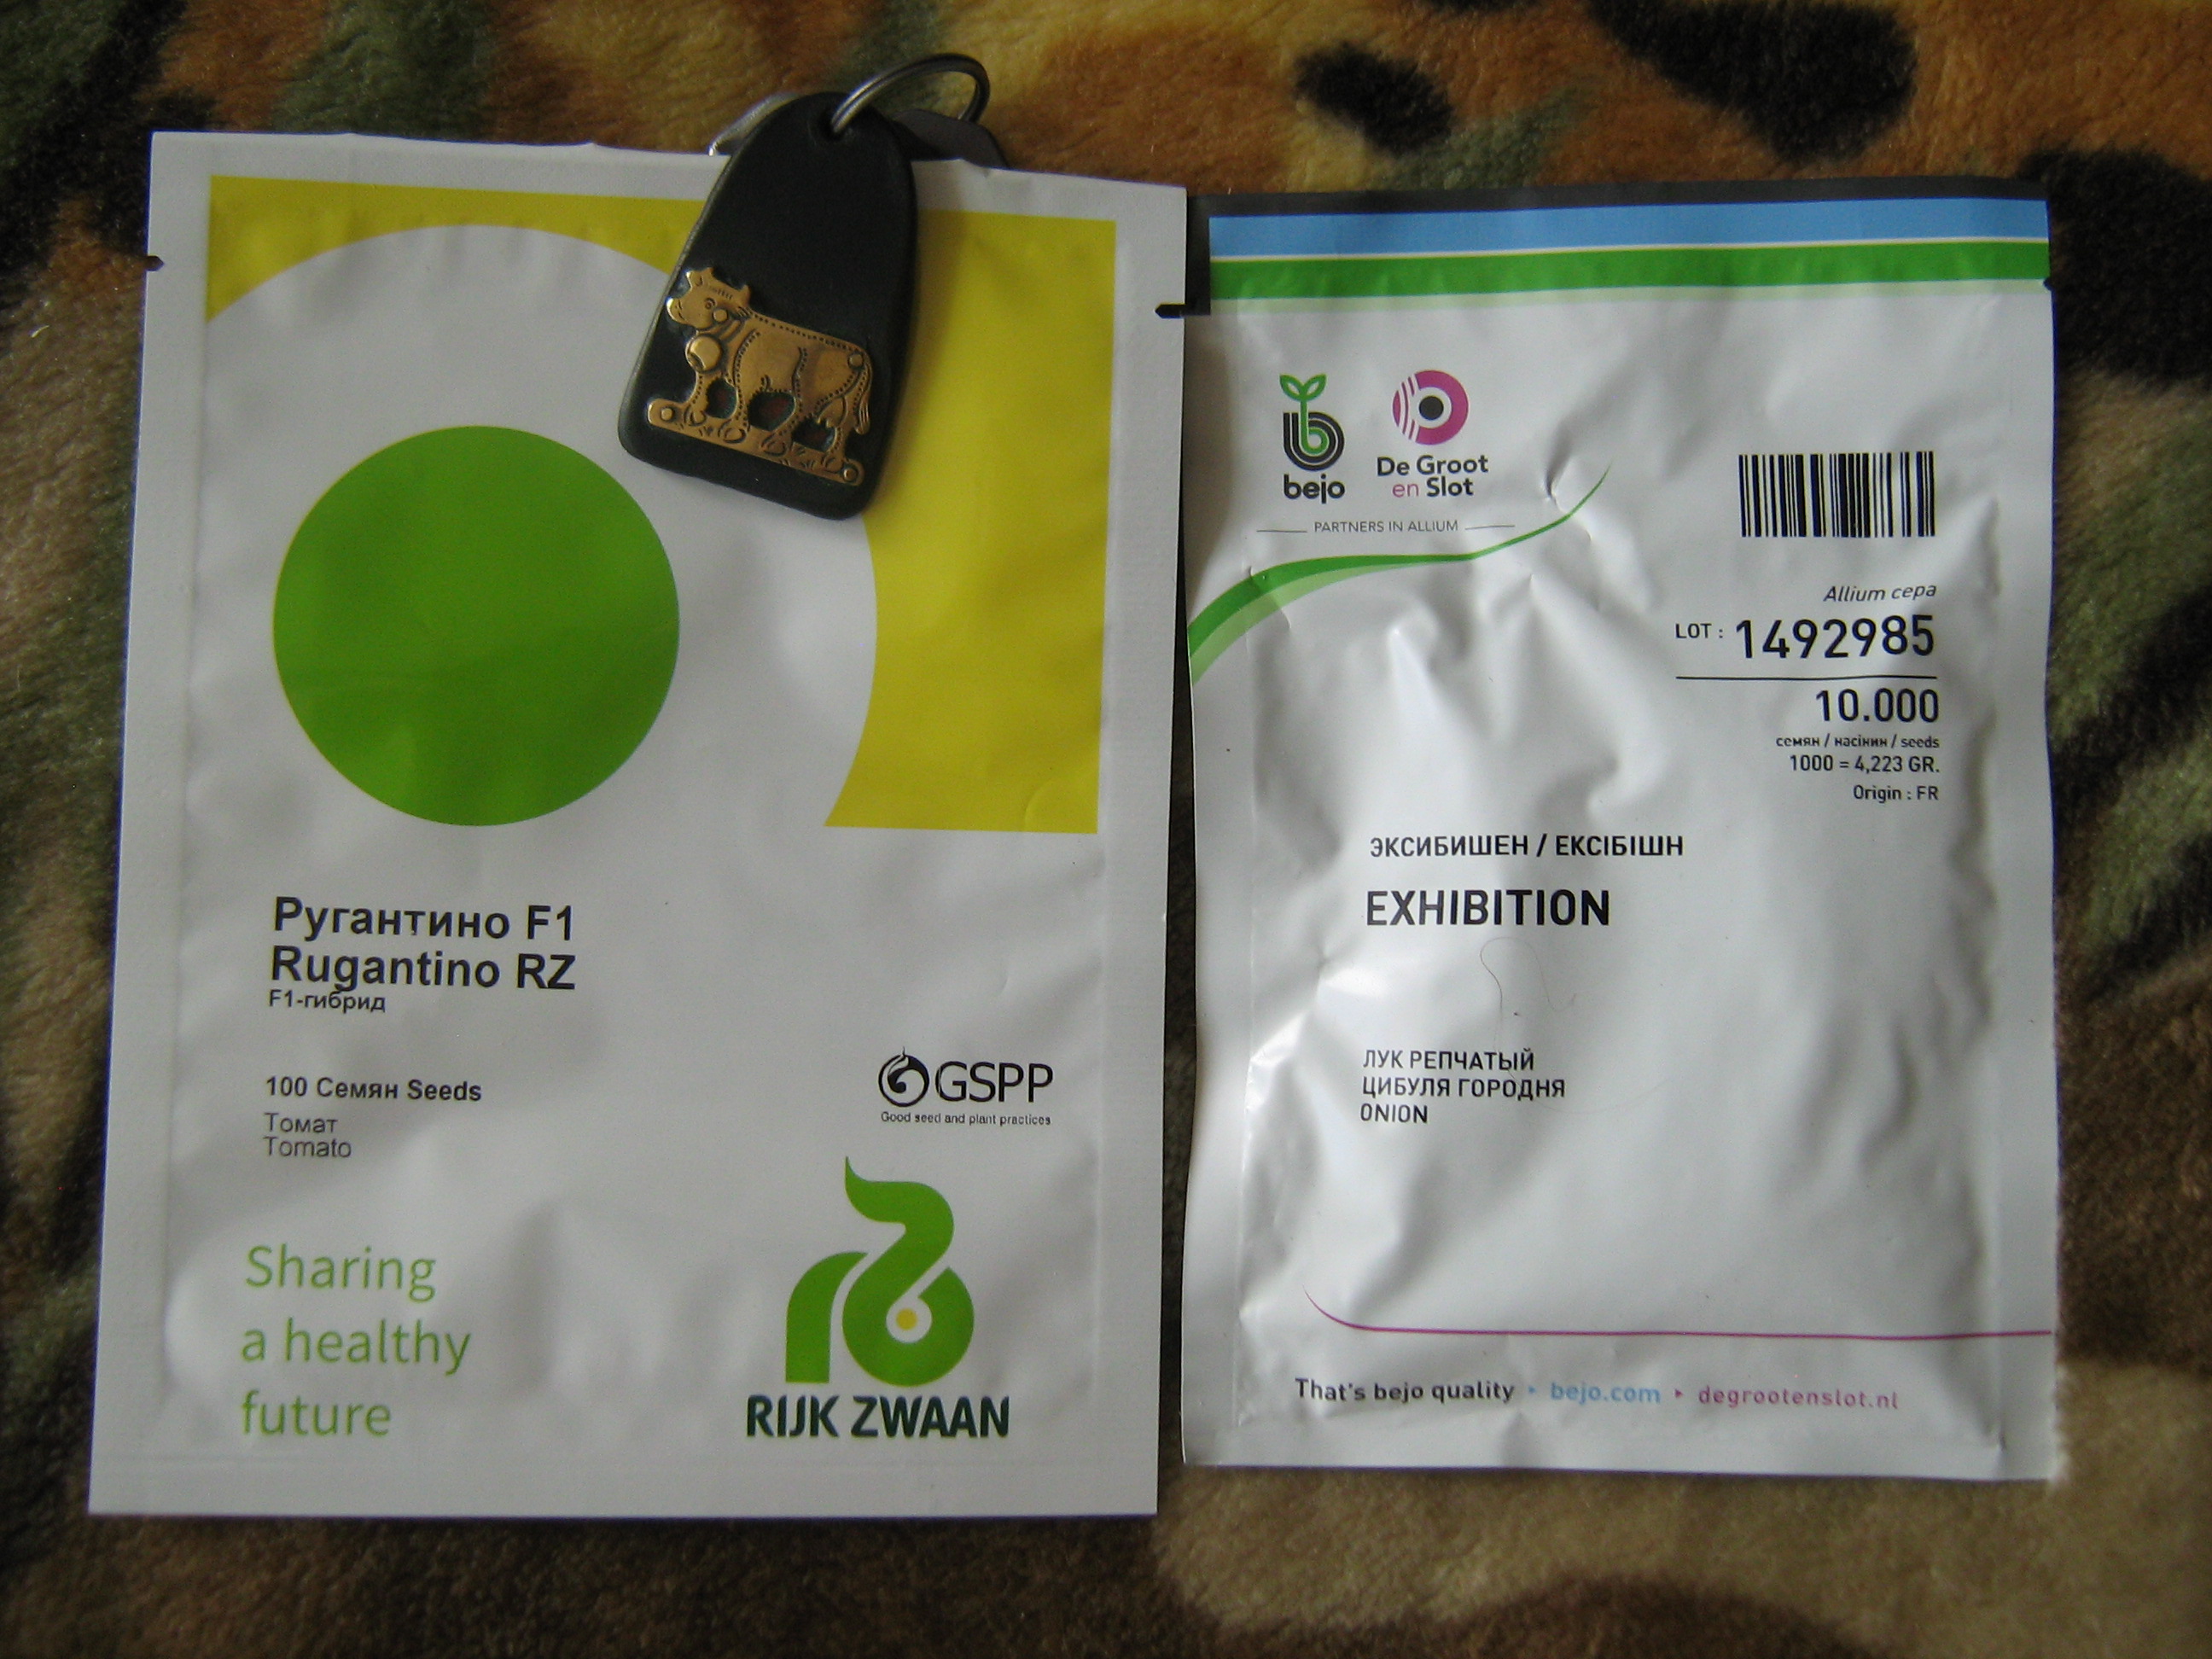 Ругантино F1
Rugantino RZ
F1-гибрид
100 Семян Seeds
Томат
Tomato
GSPP
Good seed and plant practices
Sharing
a healthy
future
RIJK ZWAAN
bejo
De Groot
en Slot
PARTNERS IN ALLIUM
Allium cepa
LOT : 1492985
10.000
семян / насінин / seeds
1000 = 4,223 GR.
Origin : FR
ЭКСИБИШЕН / ЕКСІБІШН
EXHIBITION
ЛУК РЕПЧАТЫЙ
ЦИБУЛЯ ГОРОДНЯ
ONION
That's bejo quality ▸ bejo.com ▸ degrootenslot.nl